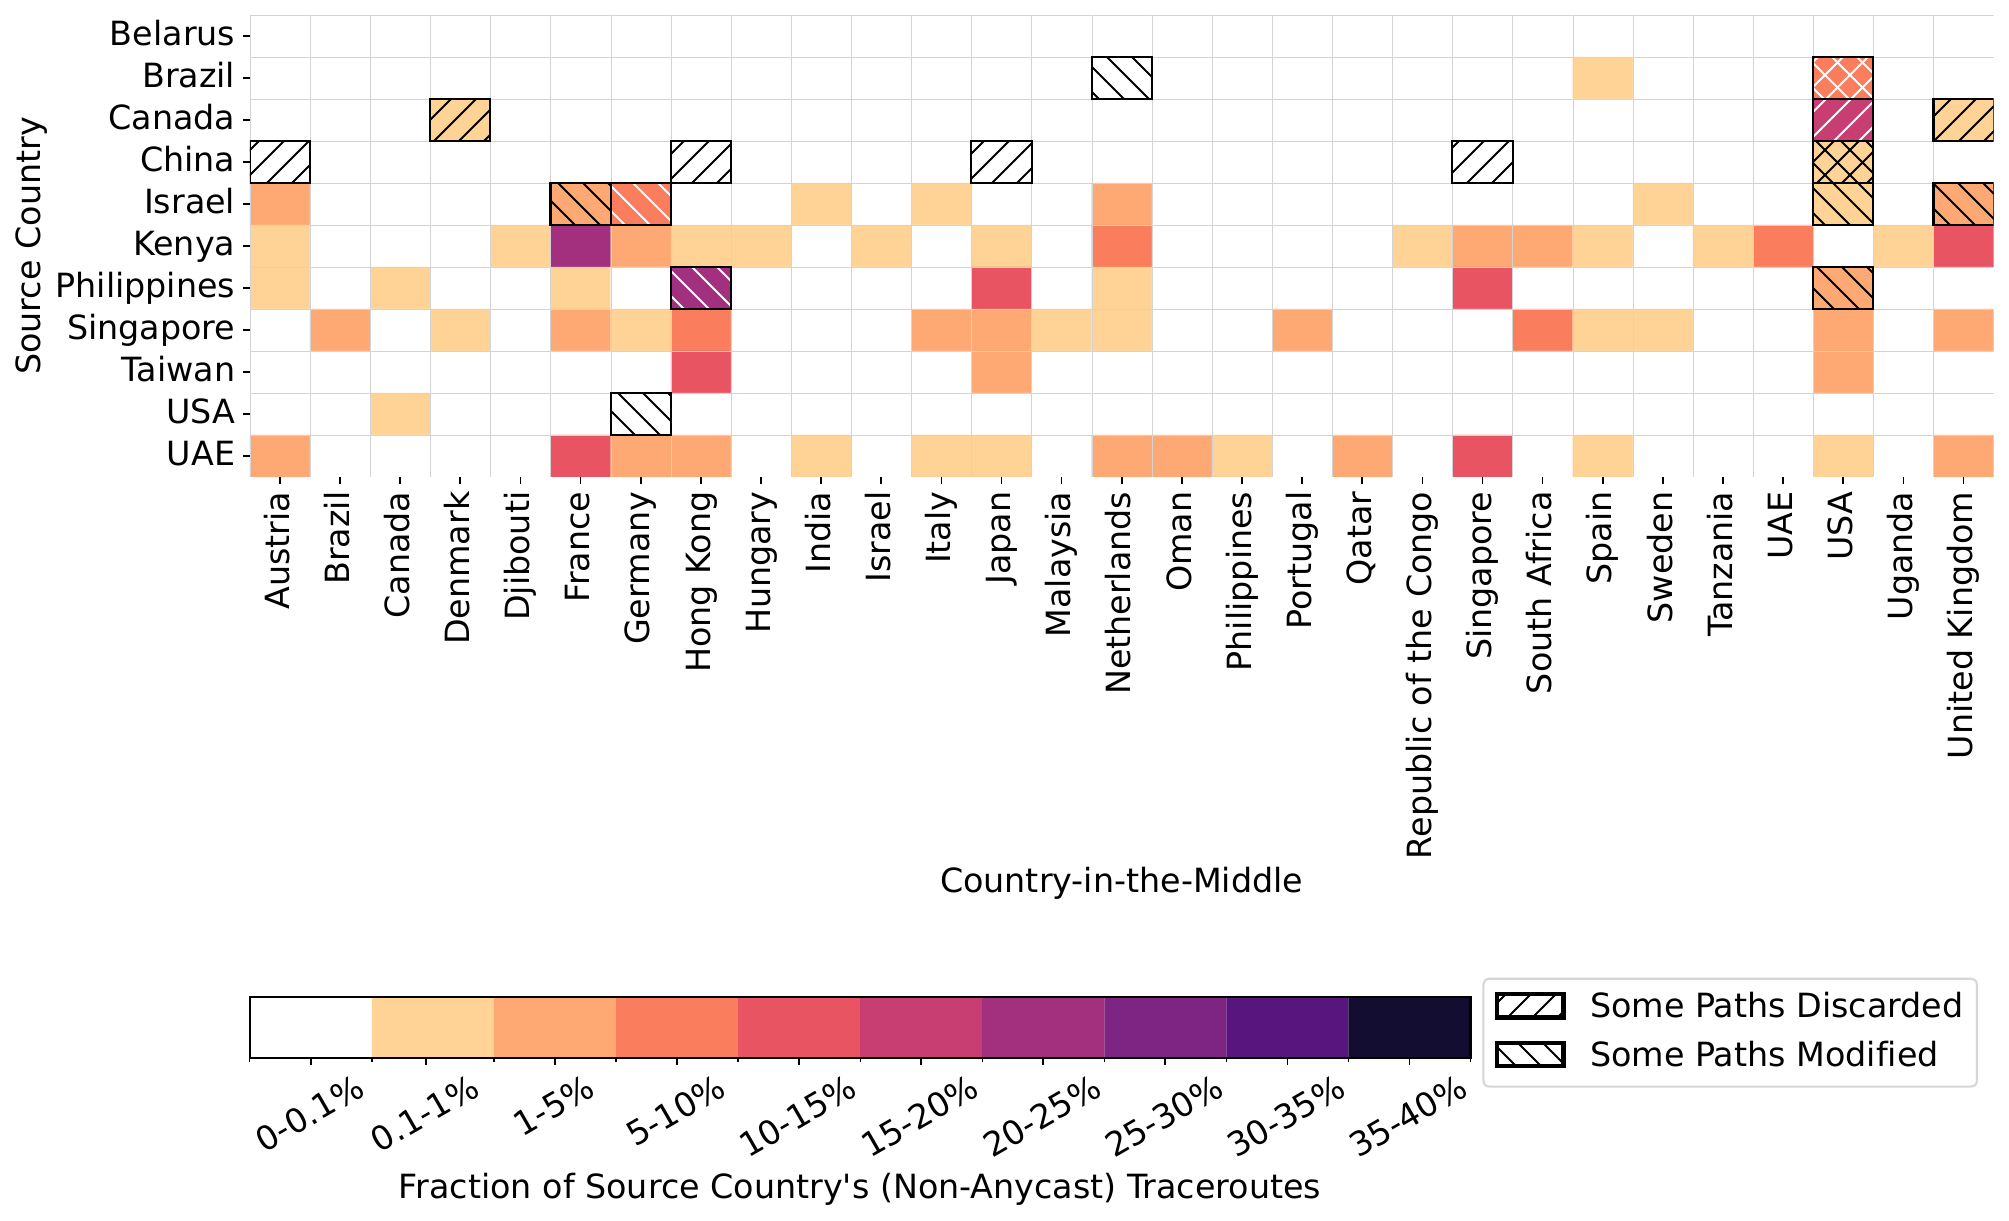 Source Country
Belarus
Brazil
Canada
China
Israel
Kenya
Philippines
Singapore
Taiwan
USA
UAE
Austria
Brazil
Canada
Denmark
Djibouti
France
Germany
Hong Kong
Hungary
India
Israel
Italy
Japan
Malaysia
Netherlands
Oman
Philippines
Portugal
Qatar
Republic of the Congo
Singapore
South Africa
Spain
Sweden
Tanzania
UAE
USA
Uganda
United Kingdom
Country-in-the-Middle
0-0.1%
0.1-1%
1-5%
5-10%
10-15%
15-20%
20-25%
25-30%
30-35%
35-40%
Fraction of Source Country's (Non-Anycast) Traceroutes
Some Paths Discarded
Some Paths Modified